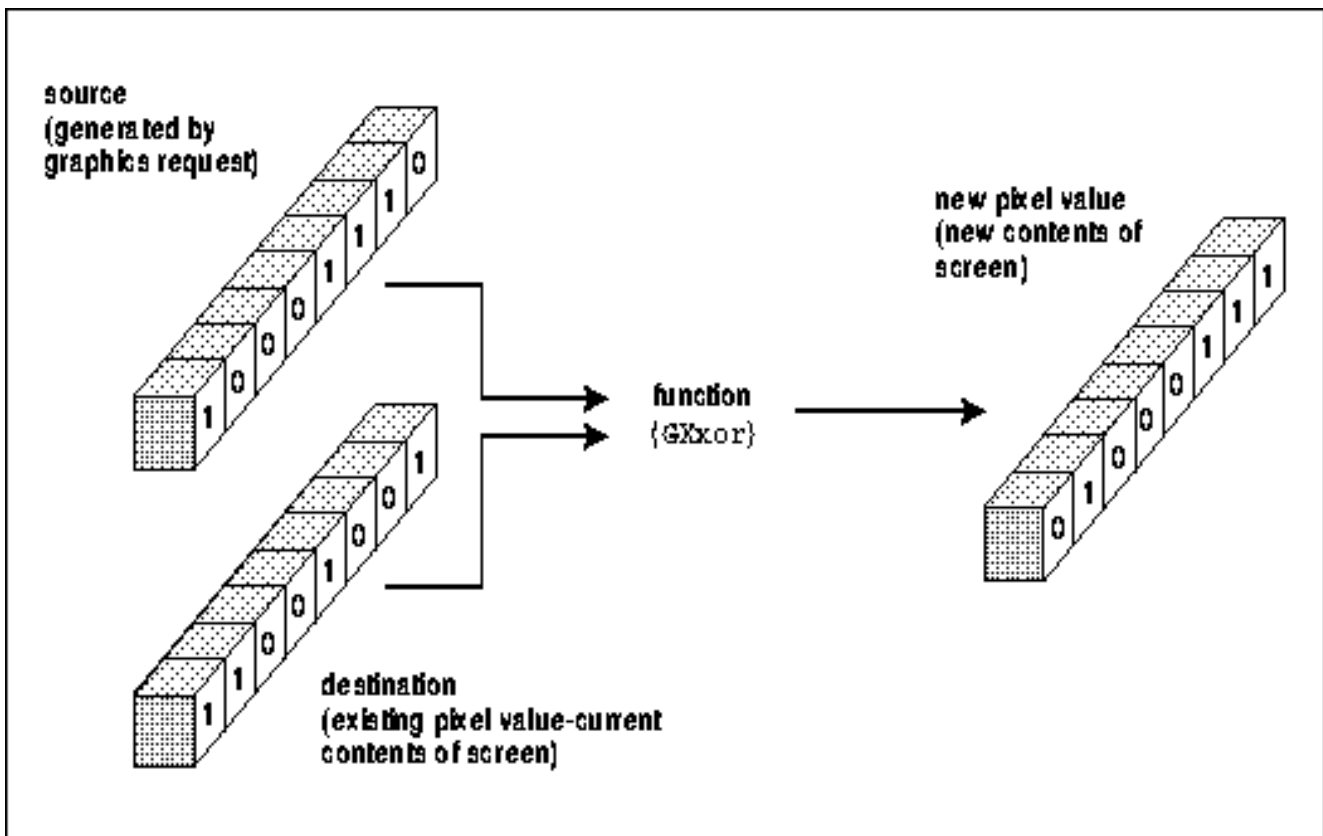 source
(generated by
graphics request)
0
1
1
1
0
0
0
1
function
{GXxor}
1
0
0
1
0
0
1
1
destination
(existing pixel value-current
contents of screen)
new pixel value
(new contents of
screen)
1
1
1
0
0
0
1
0